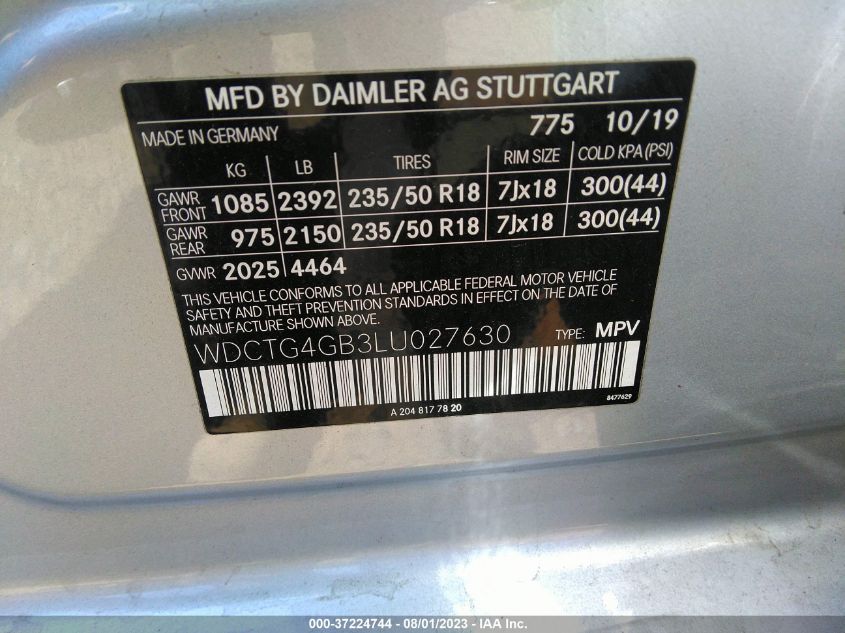 MFD BY DAIMLER AG STUTTGART
MADE IN GERMANY 775 10/19
KG LB TIRES RIM SIZE COLD KPA (PSI)
GAWR FRONT 1085 2392 235/50 R18 7Jx18 300(44)
GAWR REAR 975 2150 235/50 R18 7Jx18 300(44)
GVWR 2025 4464
THIS VEHICLE CONFORMS TO ALL APPLICABLE FEDERAL MOTOR VEHICLE
SAFETY AND THEFT PREVENTION STANDARDS IN EFFECT ON THE DATE OF
MANUFACTURE SHOWN ABOVE.
WDCTG4GB3LU027630 TYPE: MPV
A 204 817 78 20 8477629
000-37224744 // 08/01/2023 // IAA Inc.